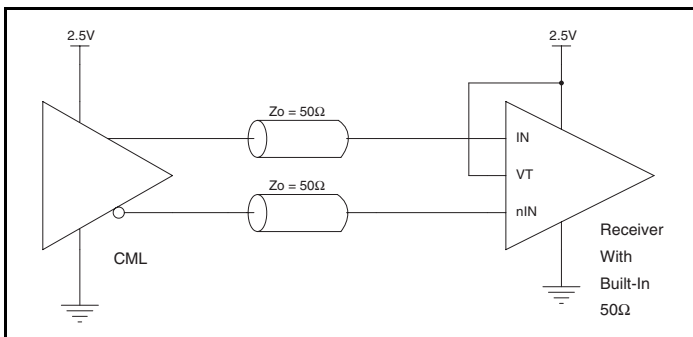 2.5V
2.5V
Zo = 50Ω
IN
VT
Zo = 50Ω
nIN
CML
Receiver
With
Built-In
50Ω